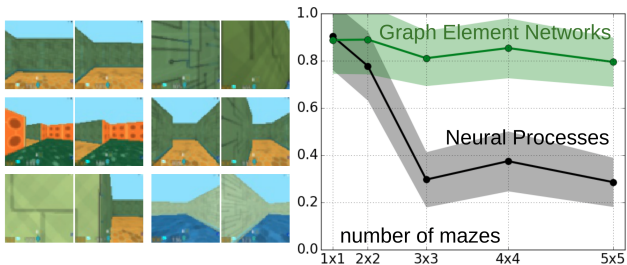 1.0
Graph Element Networks
0.8
0.6
Neural Processes
0.4
0.2
number of mazes
0.0
1x1 2x2 3x3 4x4 5x5